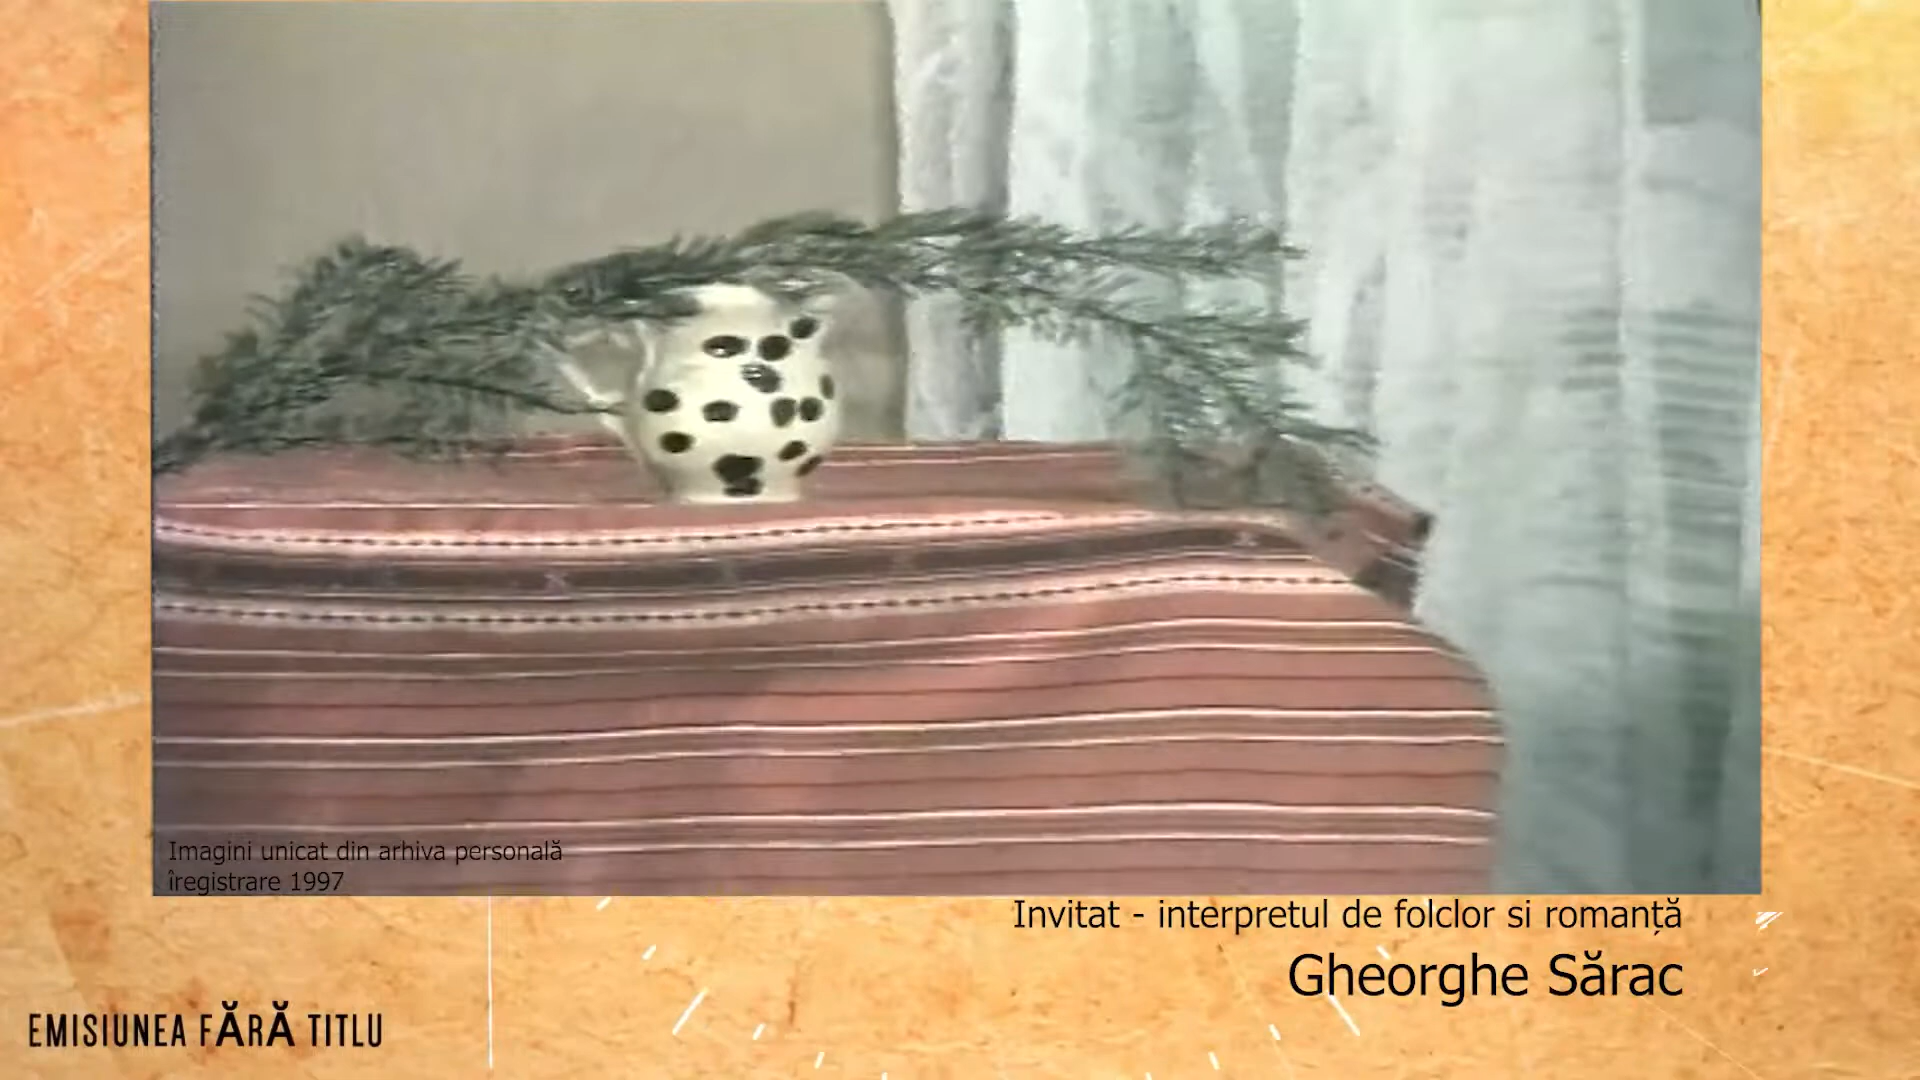 Imagini unicat din arhiva personală
îregistrare 1997
Invitat - interpretul de folclor si romanță
Gheorghe Sărac
EMISIUNEA FĂRĂ TITLU